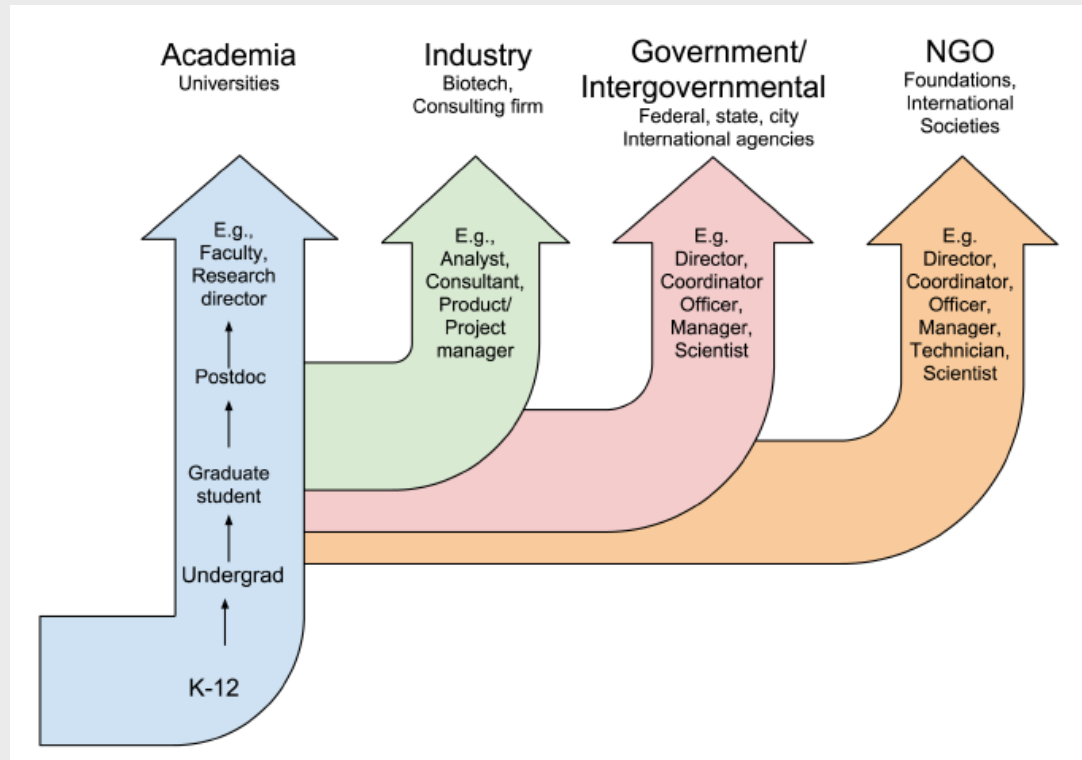 Academia
Universities
Industry
Biotech,
Consulting firm
Government/
Intergovernmental
Federal, state, city
International agencies
NGO
Foundations,
International
Societies
E.g.,
Faculty,
Research
director
Postdoc
Graduate
student
Undergrad
K-12
E.g.,
Analyst,
Consultant,
Product/
Project
manager
E.g.
Director,
Coordinator
Officer,
Manager,
Scientist
E.g.
Director,
Coordinator,
Officer,
Manager,
Technician,
Scientist